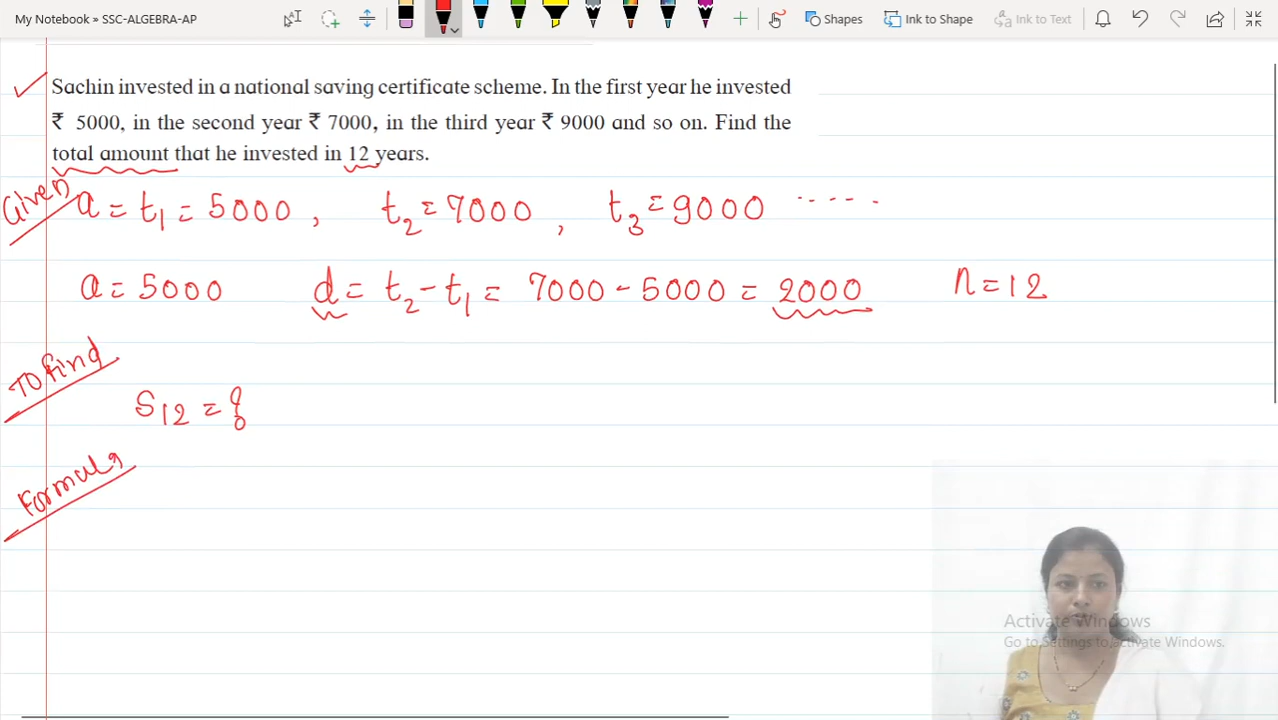 My Notebook » SSC-ALGEBRA-AP
Shapes
Ink to Shape
Ink to Text
Sachin invested in a national saving certificate scheme. In the first year he invested
₹ 5000, in the second year ₹ 7000, in the third year ₹ 9000 and so on. Find the
total amount that he invested in 12 years.
Given
a = t₁ = 5000 , t₂ = 7000 , t₃ = 9000 ......
a = 5000 d = t₂ - t₁ = 7000 - 5000 = 2000 n = 12
To find
S₁₂ = ?
Formula
Activate Windows
Go to Settings to activate Windows.